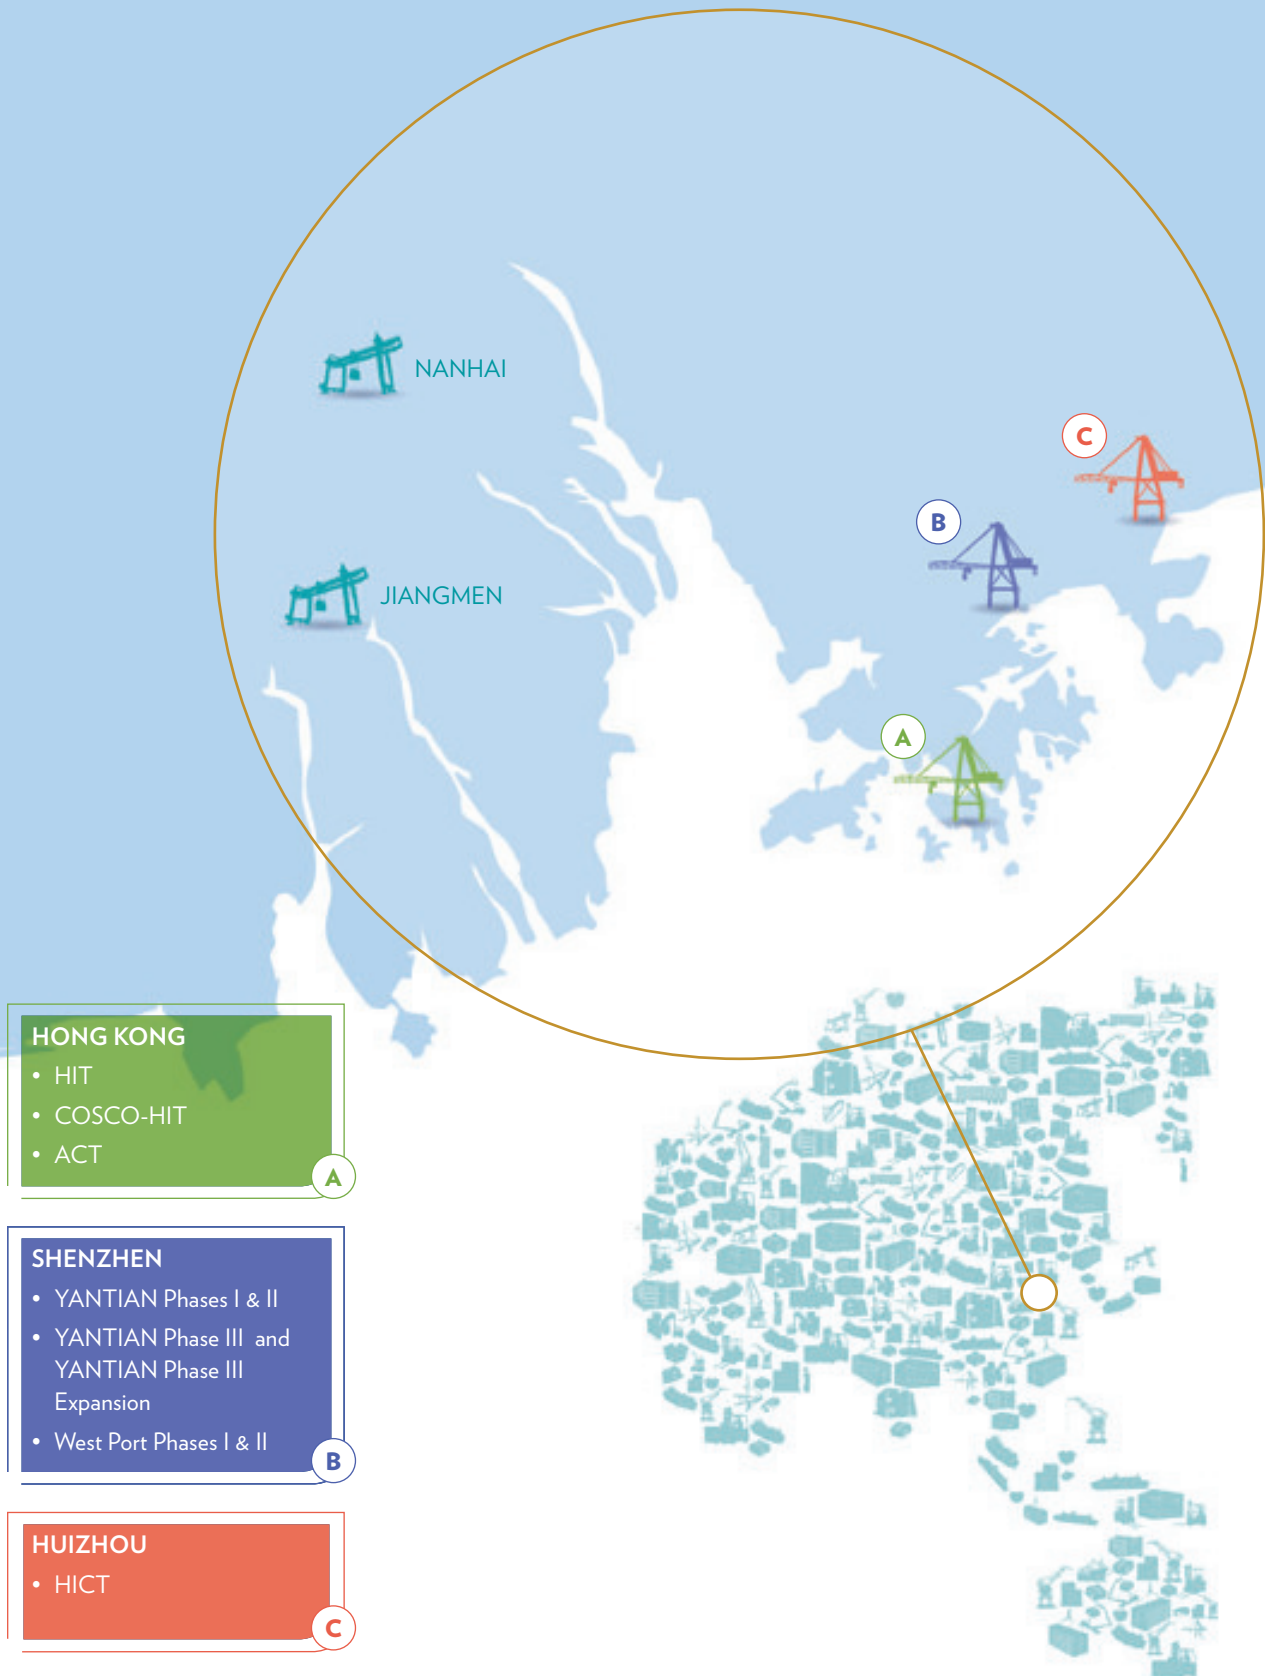 NANHAI
C
B
JIANGMEN
A
HONG KONG
• HIT
• COSCO-HIT
• ACT
A
SHENZHEN
• YANTIAN Phases I & II
• YANTIAN Phase III and
YANTIAN Phase III
Expansion
• West Port Phases I & II
B
HUIZHOU
• HICT
C